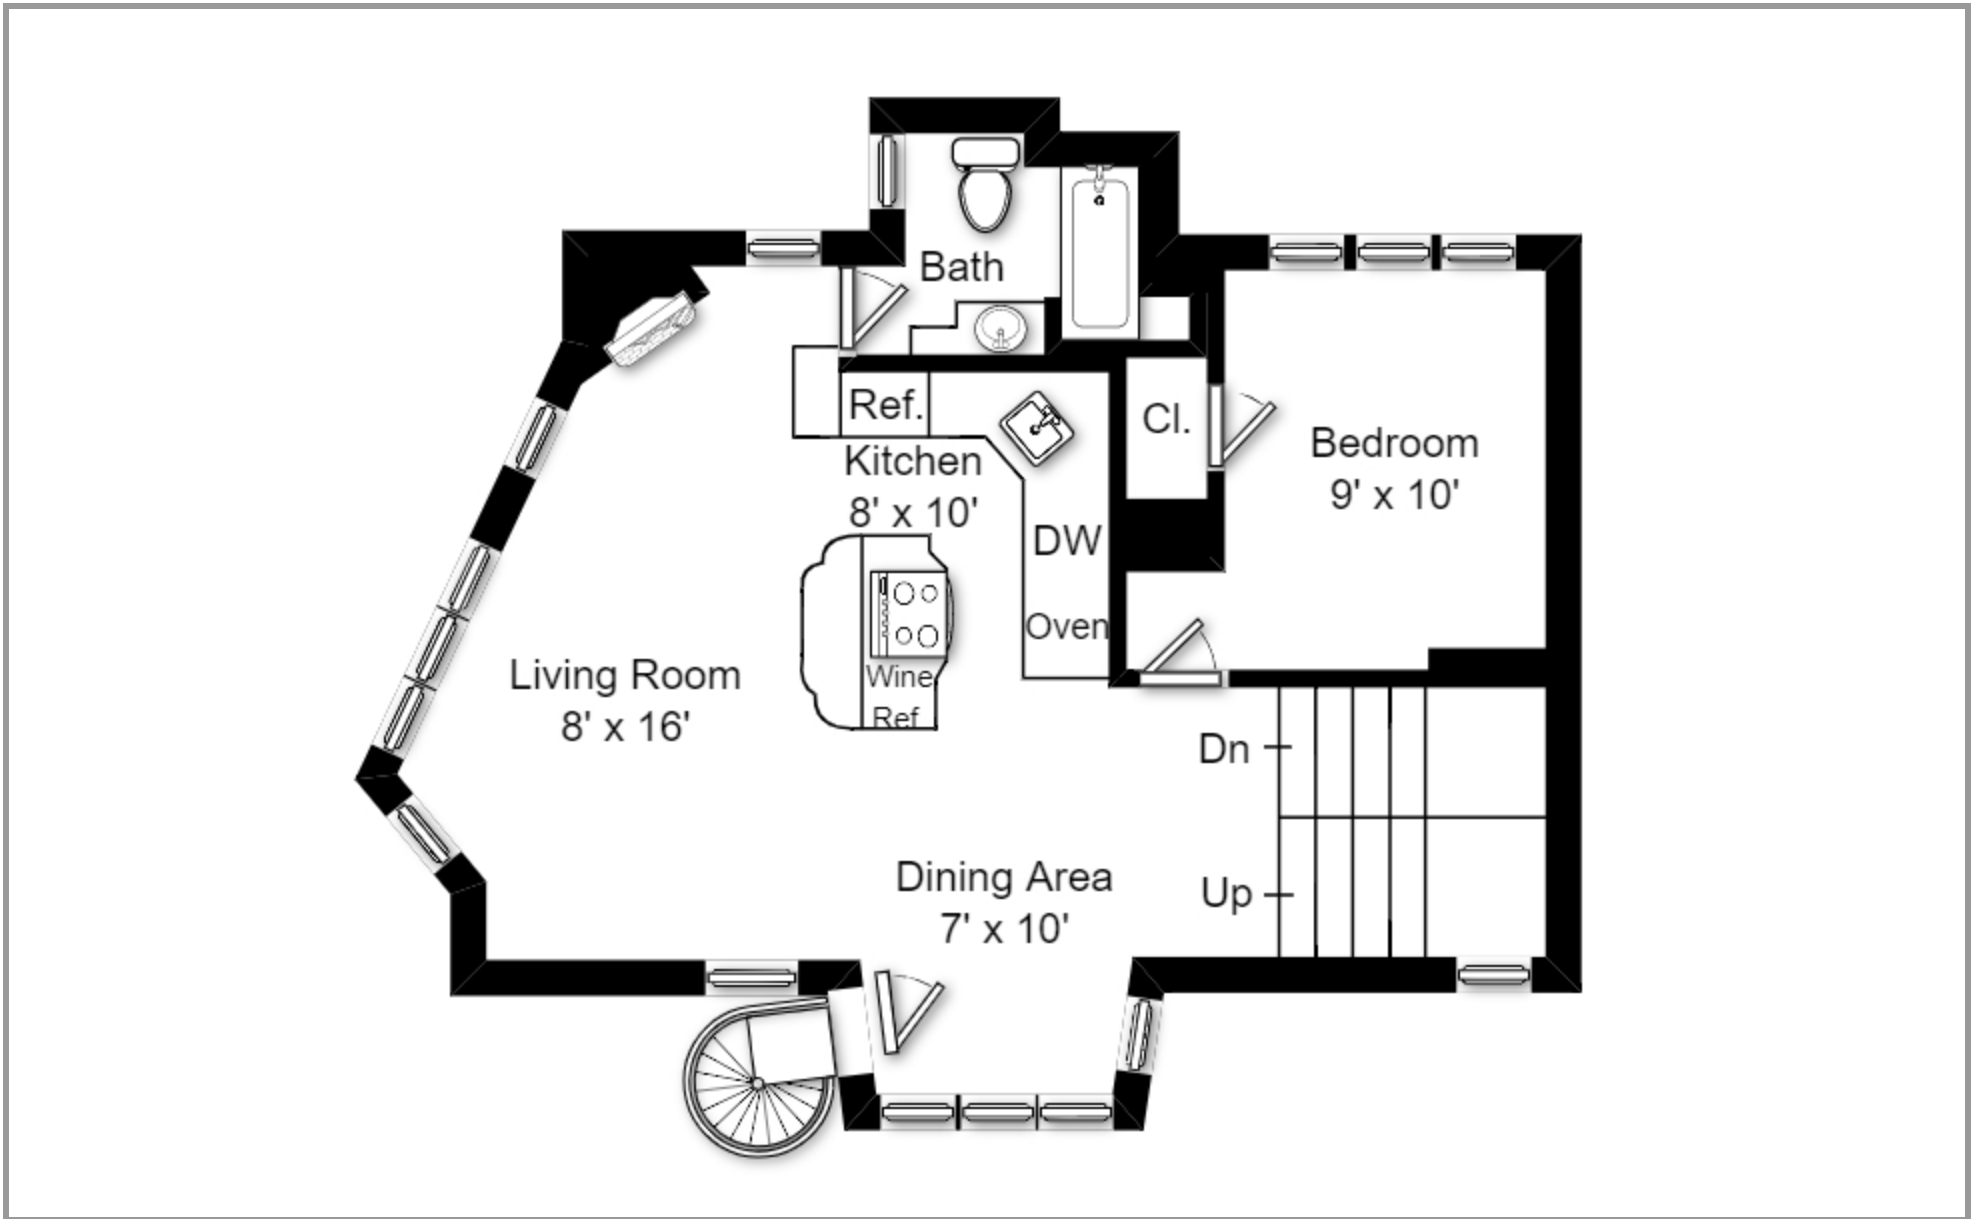 Bath
Ref.
Cl.
Kitchen
8' x 10'
Bedroom
9' x 10'
DW
Oven
Wine
Ref
Living Room
8' x 16'
Dn
Up
Dining Area
7' x 10'